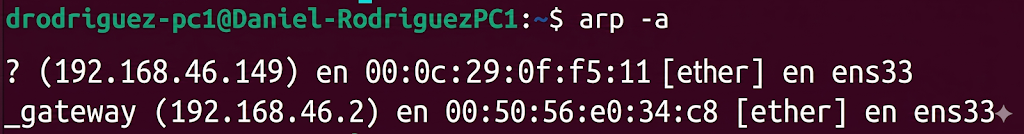 drodriguez-pc1@Daniel-RodriguezPC1:~$ arp -a
? (192.168.46.149) en 00:0c:29:0f:f5:11 [ether] en ens33
_gateway (192.168.46.2) en 00:50:56:e0:34:c8 [ether] en ens33